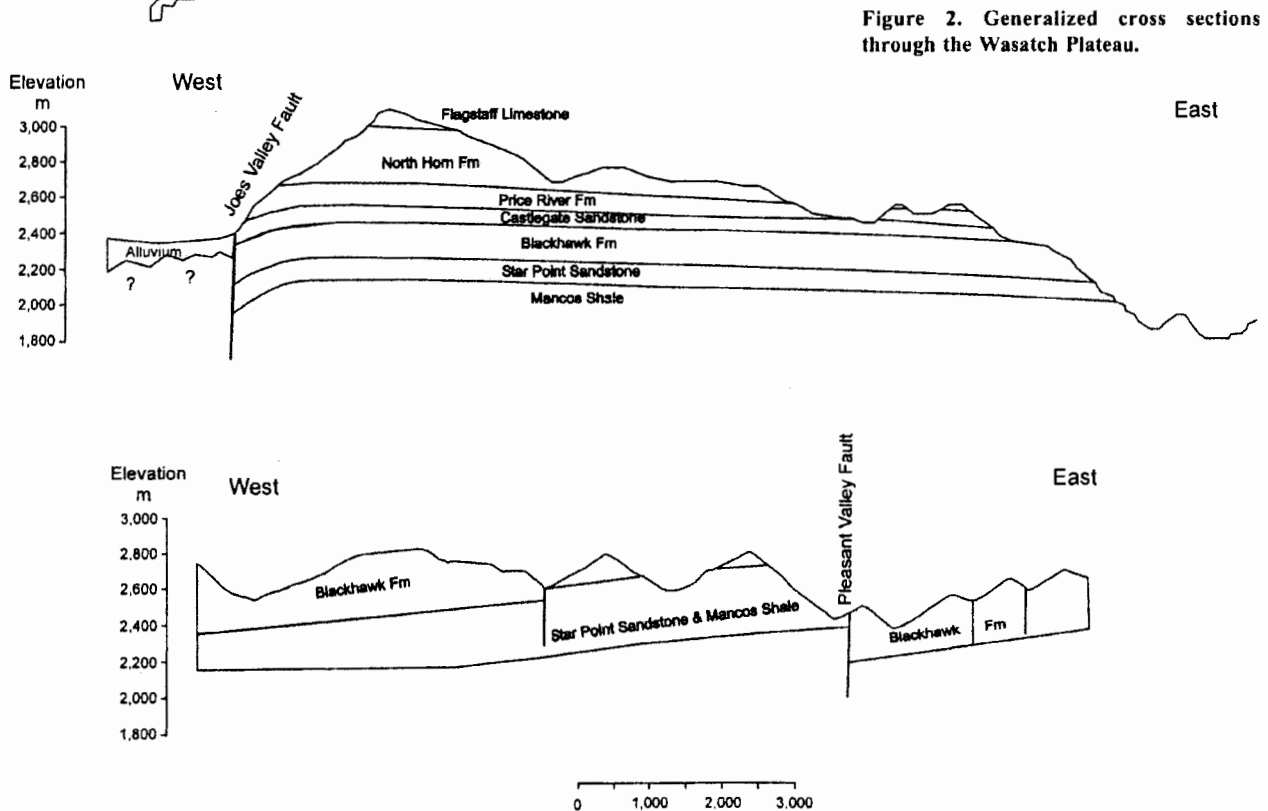 Figure 2. Generalized cross sections
through the Wasatch Plateau.
Elevation
m
West
East
Joes Valley Fault
3,000
2,800
2,600
2,400
2,200
2,000
1,800
Flagstaff Limestone
North Horn Fm
Price River Fm
Castlegate Sandstone
Blackhawk Fm
Star Point Sandstone
Mancos Shale
Alluvium
? ?
Elevation
m
West
East
Pleasant Valley Fault
3,000
2,800
2,600
2,400
2,200
2,000
1,800
Blackhawk Fm
Star Point Sandstone & Mancos Shale
Blackhawk Fm
0 1,000 2,000 3,000